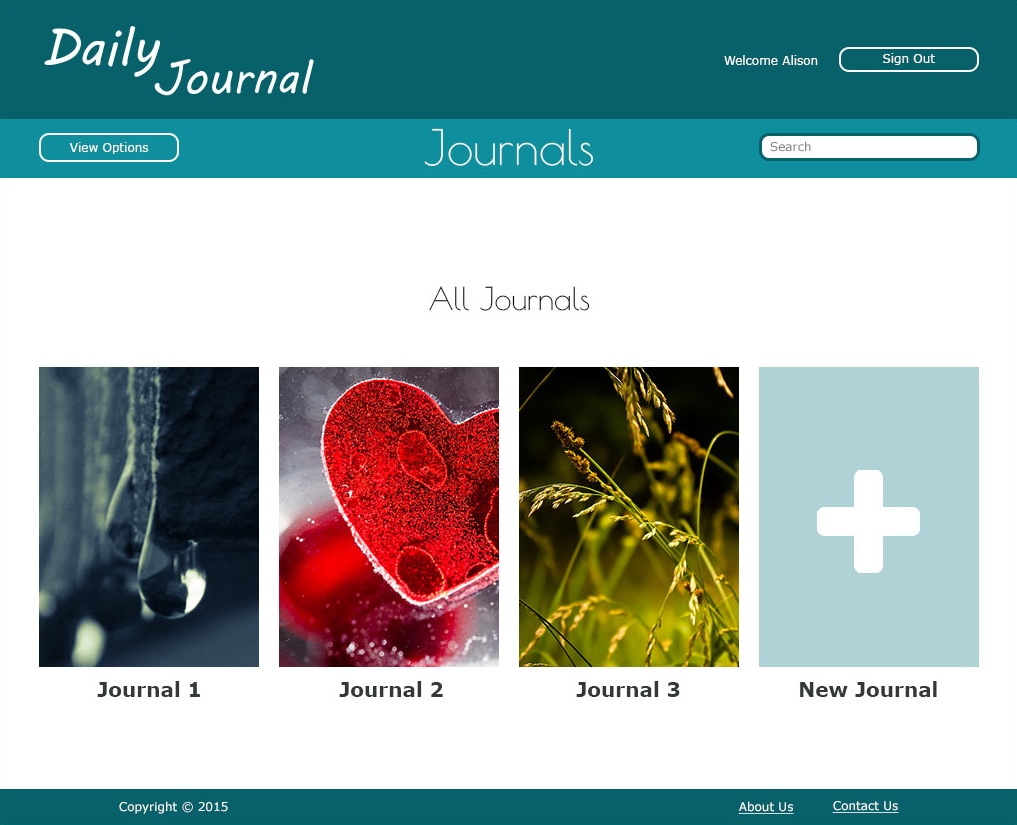 Daily
Journal
Welcome Alison
Sign Out
View Options
Journals
Search
All Journals
Journal 1
Journal 2
Journal 3
New Journal
Copyright © 2015
About Us
Contact Us